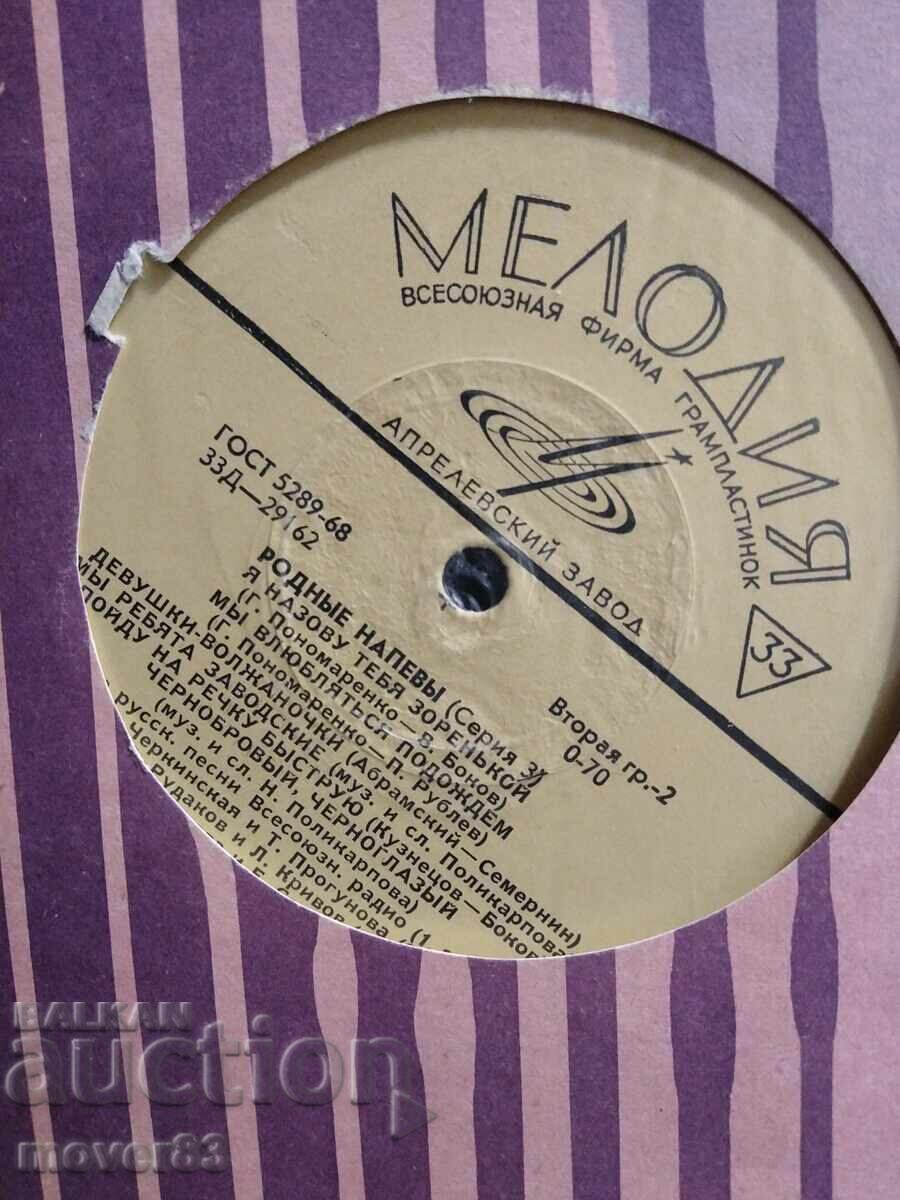 МЕЛОДИЯ
ВСЕСОЮЗНАЯ ФИРМА ГРАМПЛАСТИНОК
АПРЕЛЕВСКИЙ ЗАВОД
33
ГОСТ 5289-68
33Д—29162
Вторая гр.-2
0-70
РОДНЫЕ НАПЕВЫ (Серия 3)
Я НАЗОВУ ТЕБЯ ЗОРЕНЬКОЙ
(Г. Пономаренко—В. Боков)
МЫ ВЛЮБЛЯТЬСЯ ПОДОЖДЕМ
(Г. Пономаренко—П. Рублев)
ДЕВУШКИ-ВОЛЖАНОЧКИ (Абрамский—Семернин)
МЫ РЕБЯТА ЗАВОДСКИЕ (муз. и сл. Поликарпова)
ПОЙДУ НА РЕЧКУ БЫСТРУЮ (Кузнецов—Боков)
ЧЕРНОБРОВЫЙ, ЧЕРНОГЛАЗЫЙ
(муз. и сл. Н. Поликарпова)
русск. песни Всесоюзн. радио (1,
Черкинская и Т. Прогунова
Рудаков и Л. Кривов
BALKAN
auction
mover83